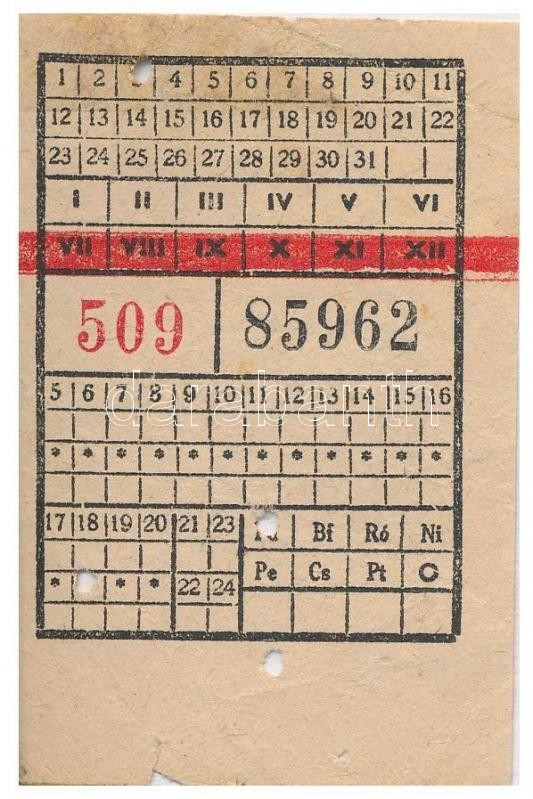 1 2 3 4 5 6 7 8 9 10 11
12 13 14 15 16 17 18 19 20 21 22
23 24 25 26 27 28 29 30 31
I II III IV V VI
VII VIII IX X XI XII
509 85962
5 6 7 8 9 10 11 12 13 14 15 16
darabanth
* * * * * * * * * * * *
17 18 19 20 21 23 Bf Ró Ni
Pe Cs Pt C
* * * 22 24